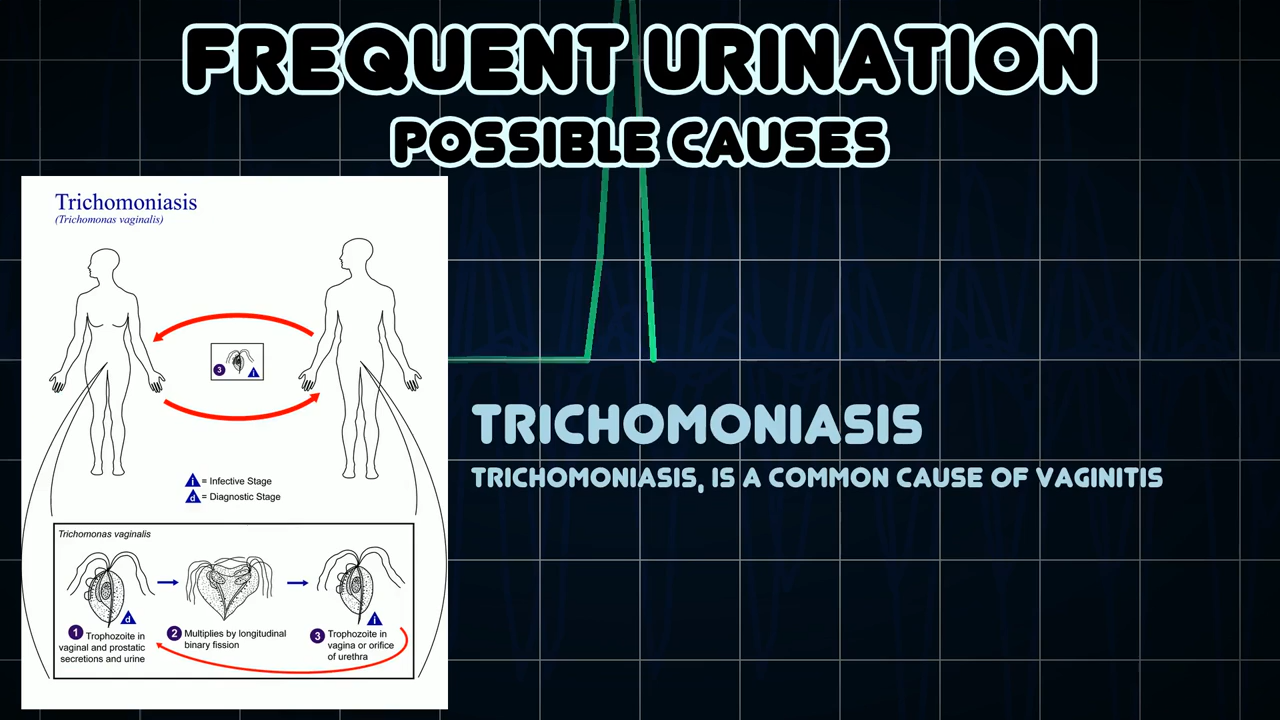 FREQUENT URINATION
POSSIBLE CAUSES
Trichomoniasis
(Trichomonas vaginalis)
3 i
i = Infective Stage
d = Diagnostic Stage
TRICHOMONIASIS
TRICHOMONIASIS, IS A COMMON CAUSE OF VAGINITIS
Trichomonas vaginalis
d
1 Trophozoite in
vaginal and prostatic
secretions and urine
2 Multiplies by longitudinal
binary fission
i
3 Trophozoite in
vagina or orifice
of urethra